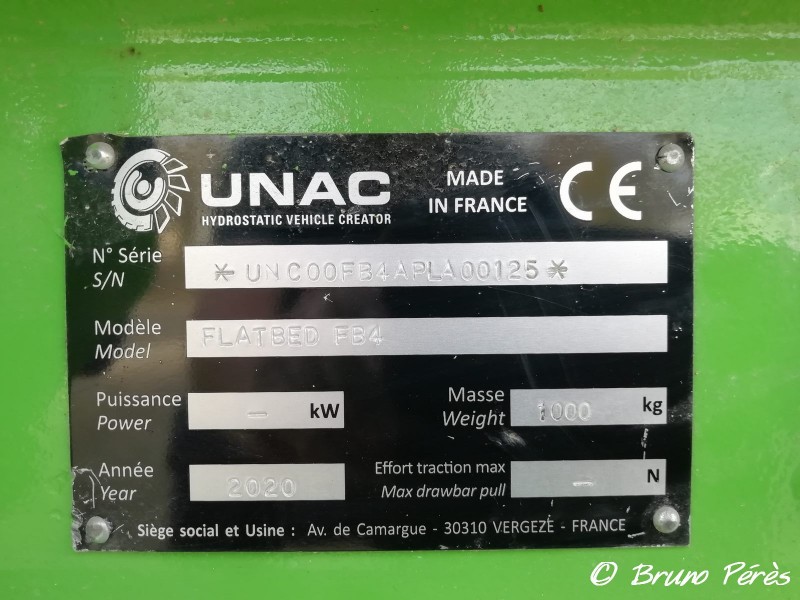 UNAC
HYDROSTATIC VEHICLE CREATOR
MADE
IN FRANCE
CE
N° Série
S/N
* UNC00FB4APLA00125 *
Modèle
Model
FLATBED FB4
Puissance
Power
- kW
Masse
Weight
1000 kg
Année
Year
2020
Effort traction max
Max drawbar pull
- N
Siège social et Usine : Av. de Camargue - 30310 VERGEZE - FRANCE
© Bruno Pérès